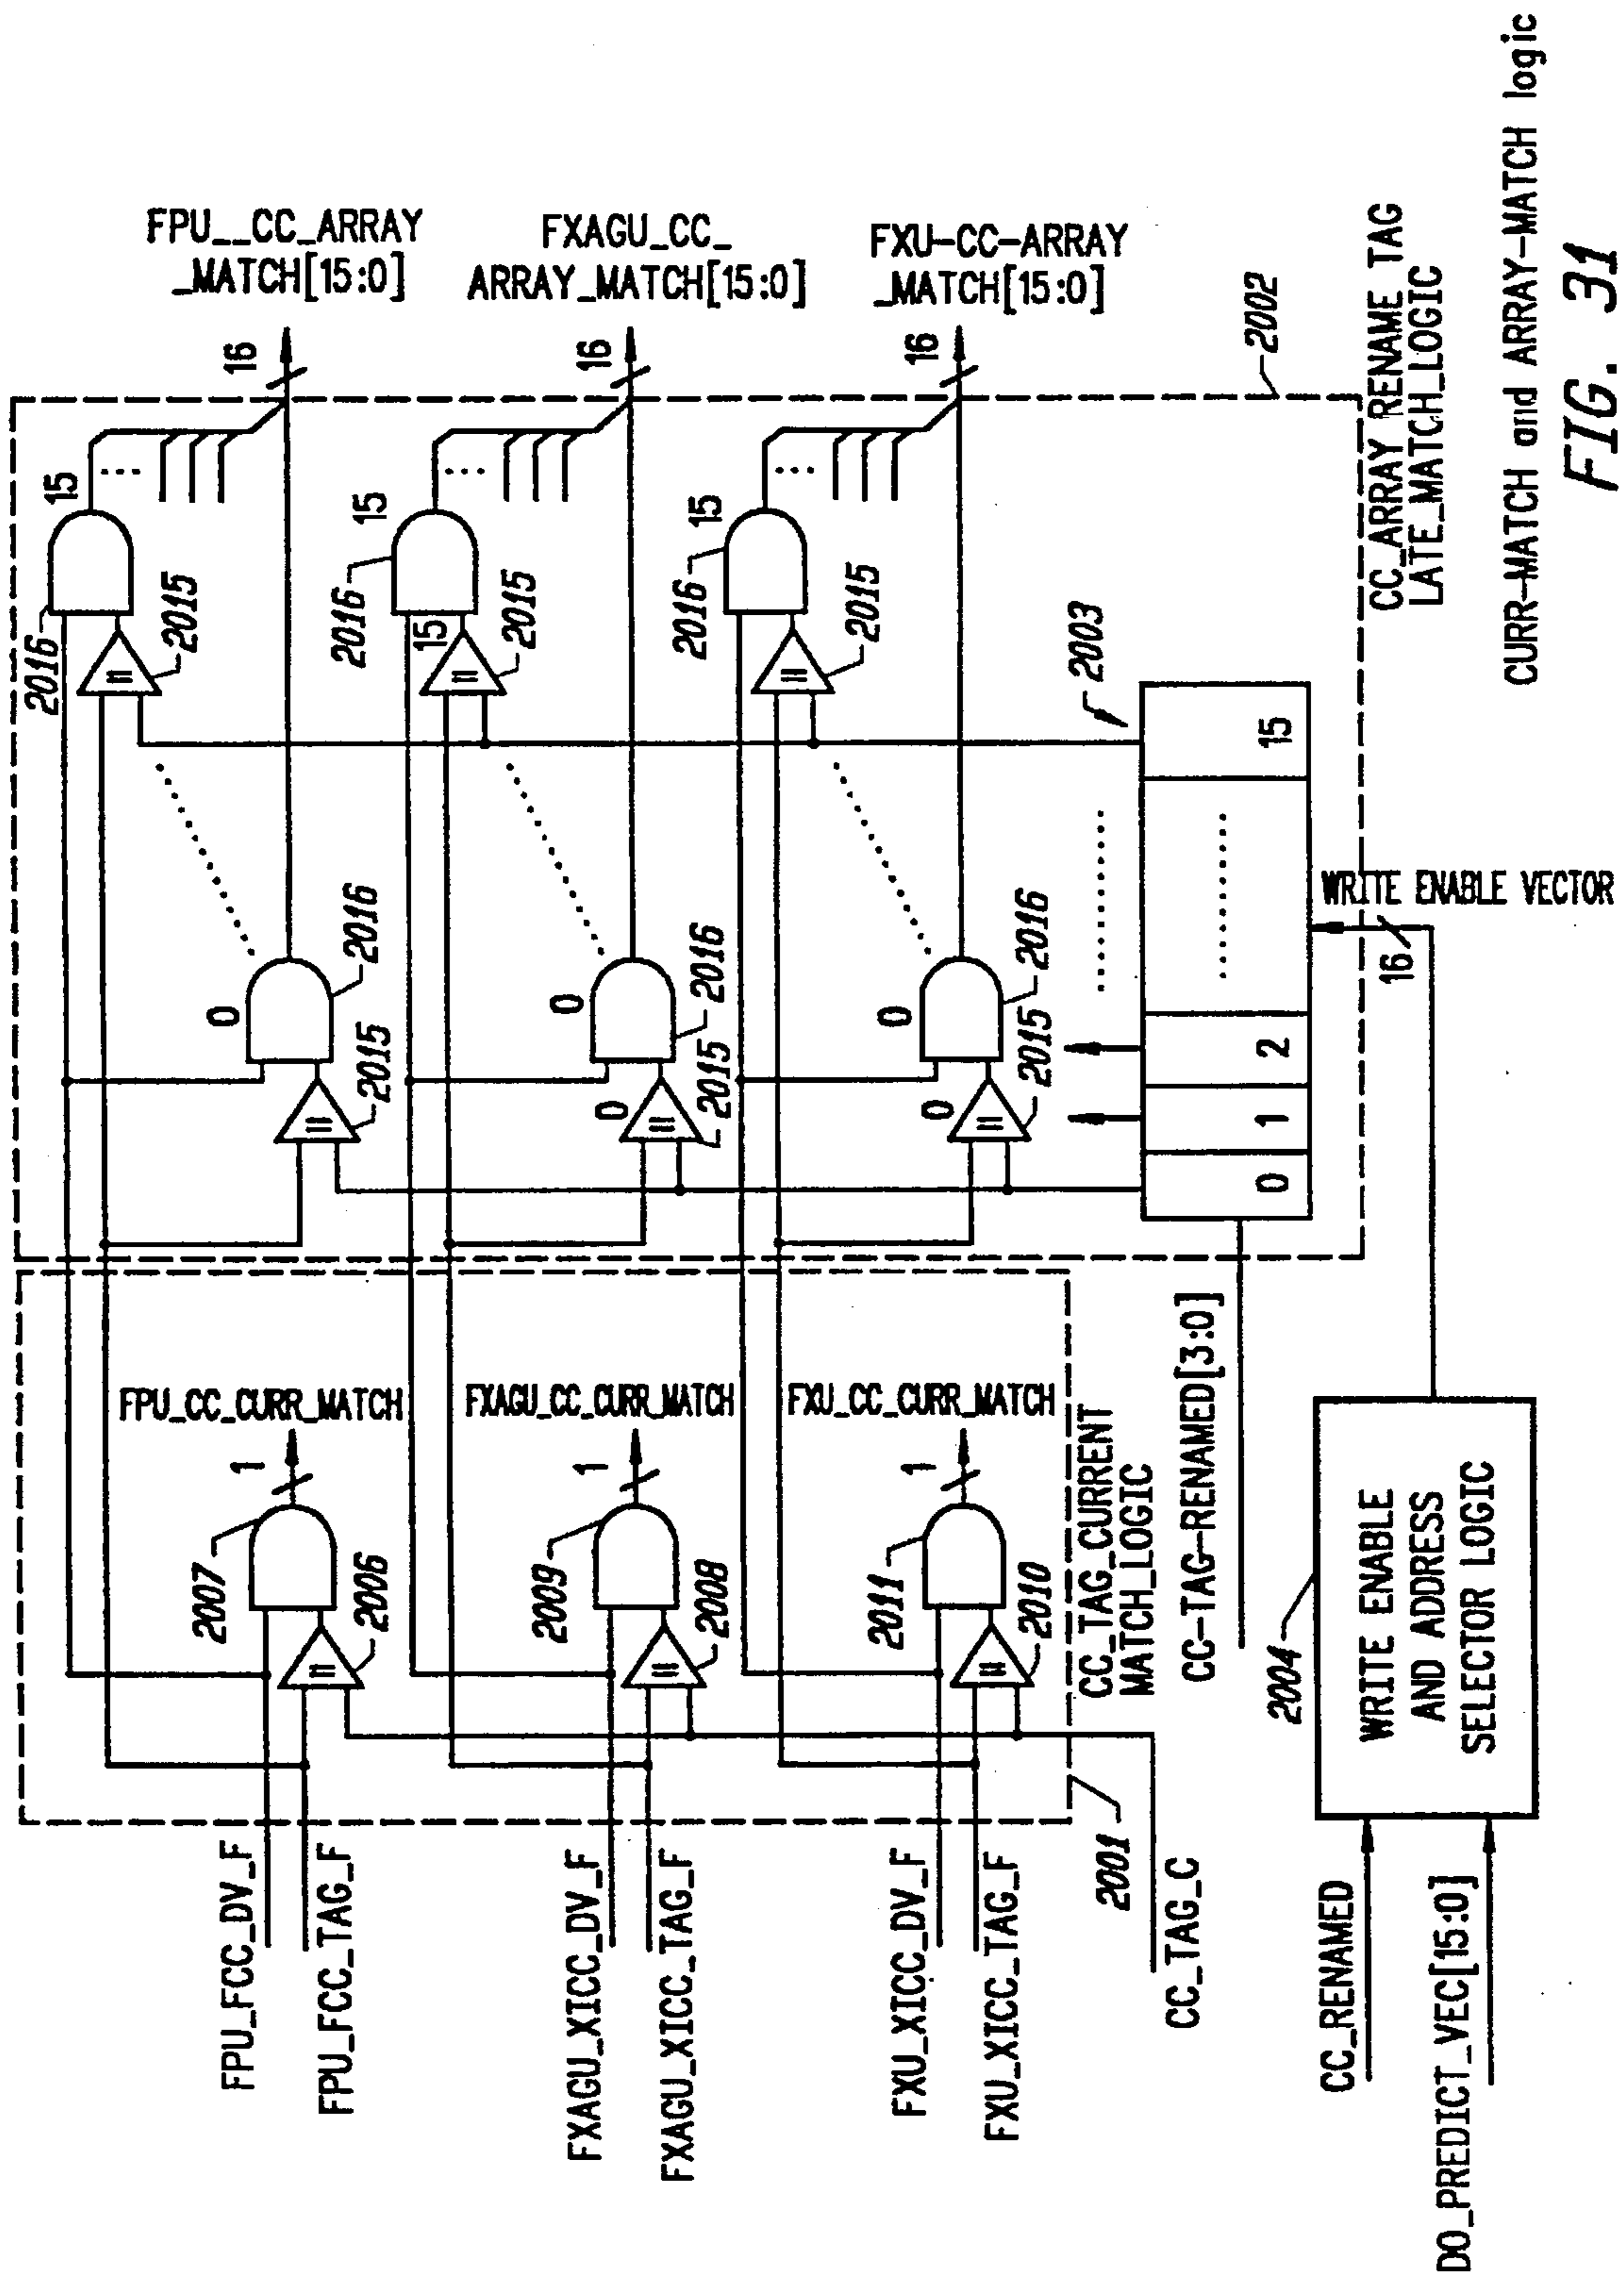 FPU_FCC_DV_F
FPU_FCC_TAG_F
FXAGU_XICC_DV_F
FXAGU_XICC_TAG_F
FXU_XICC_DV_F
FXU_XICC_TAG_F
2001
CC_TAG_C
CC_RENAMED
DO_PREDICT_VEC[15:0]
2007
2006
1
FPU_CC_CURR_MATCH
2009
2008
1
FXAGU_CC_CURR_MATCH
2011
2010
1
FXU_CC_CURR_MATCH
CC_TAG_CURRENT
MATCH_LOGIC
CC-TAG-RENAMED[3:0]
2004
WRITE ENABLE
AND ADDRESS
SELECTOR LOGIC
=
=
=
0
2015
2016
=
2016
15
2015
=
16
FPU__CC_ARRAY
_MATCH[15:0]
0
0
2015
2016
=
2016
15
15
2015
=
16
FXAGU_CC_
ARRAY_MATCH[15:0]
0
0
2015
2016
=
2016
15
2015
=
16
FXU-CC-ARRAY
_MATCH[15:0]
0
1
2
15
2003
2002
16
WRITE ENABLE VECTOR
CC_ARRAY RENAME TAG
LATE_MATCH_LOGIC
CURR-MATCH and ARRAY-MATCH logic
FIG. 31